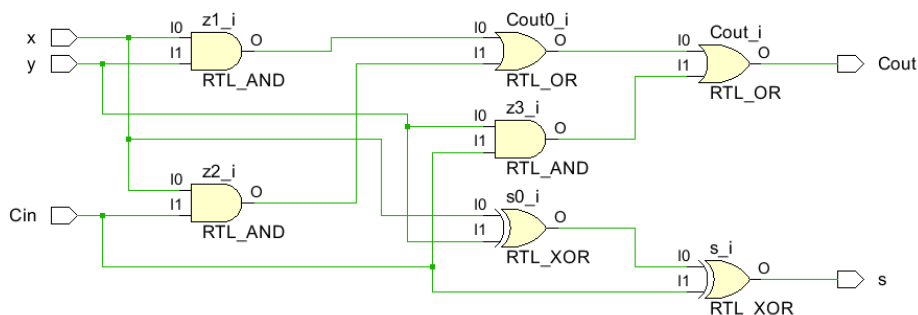 z1_i
I0
I1
O
RTL_AND
x
y
Cout0_i
I0
I1
O
RTL_OR
Cout_i
I0
I1
O
RTL_OR
Cout
z3_i
I0
I1
O
RTL_AND
z2_i
I0
I1
O
RTL_AND
Cin
s0_i
I0
I1
O
RTL_XOR
s_i
I0
I1
O
RTL_XOR
s